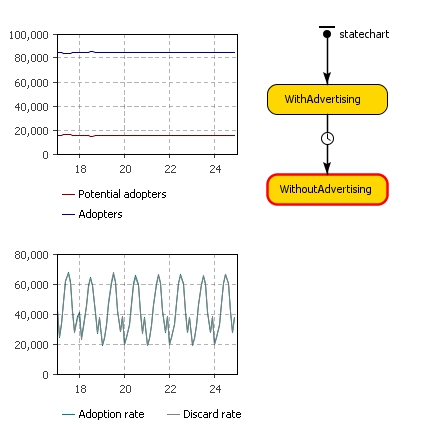 100,000
80,000
60,000
40,000
20,000
0
18 20 22 24
Potential adopters
Adopters
statechart
WithAdvertising
WithoutAdvertising
80,000
60,000
40,000
20,000
0
18 20 22 24
Adoption rate Discard rate